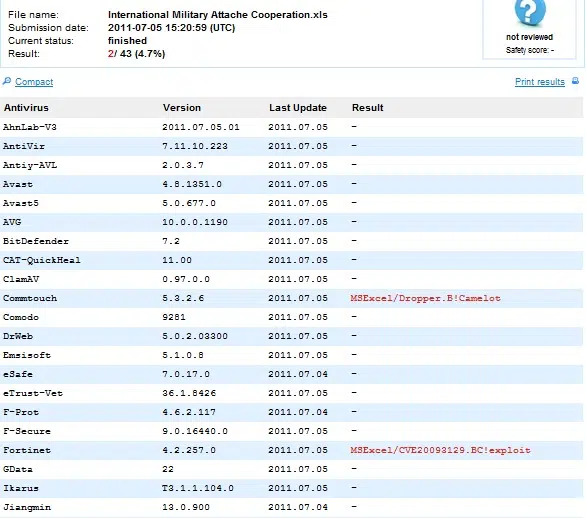 File name: International Military Attache Cooperation.xls
Submission date: 2011-07-05 15:20:59 (UTC)
Current status: finished
Result: 2/ 43 (4.7%)
?
not reviewed
Safety score: -
Compact
Print results
Antivirus Version Last Update Result
AhnLab-V3 2011.07.05.01 2011.07.05 -
AntiVir 7.11.10.223 2011.07.05 -
Antiy-AVL 2.0.3.7 2011.07.05 -
Avast 4.8.1351.0 2011.07.05 -
Avast5 5.0.677.0 2011.07.05 -
AVG 10.0.0.1190 2011.07.05 -
BitDefender 7.2 2011.07.05 -
CAT-QuickHeal 11.00 2011.07.05 -
ClamAV 0.97.0.0 2011.07.05 -
Commtouch 5.3.2.6 2011.07.05 MSExcel/Dropper.B!Camelot
Comodo 9281 2011.07.05 -
DrWeb 5.0.2.03300 2011.07.05 -
Emsisoft 5.1.0.8 2011.07.05 -
eSafe 7.0.17.0 2011.07.04 -
eTrust-Vet 36.1.8426 2011.07.05 -
F-Prot 4.6.2.117 2011.07.04 -
F-Secure 9.0.16440.0 2011.07.05 -
Fortinet 4.2.257.0 2011.07.05 MSExcel/CVE20093129.BC!exploit
GData 22 2011.07.05 -
Ikarus T3.1.1.104.0 2011.07.05 -
Jiangmin 13.0.900 2011.07.04 -